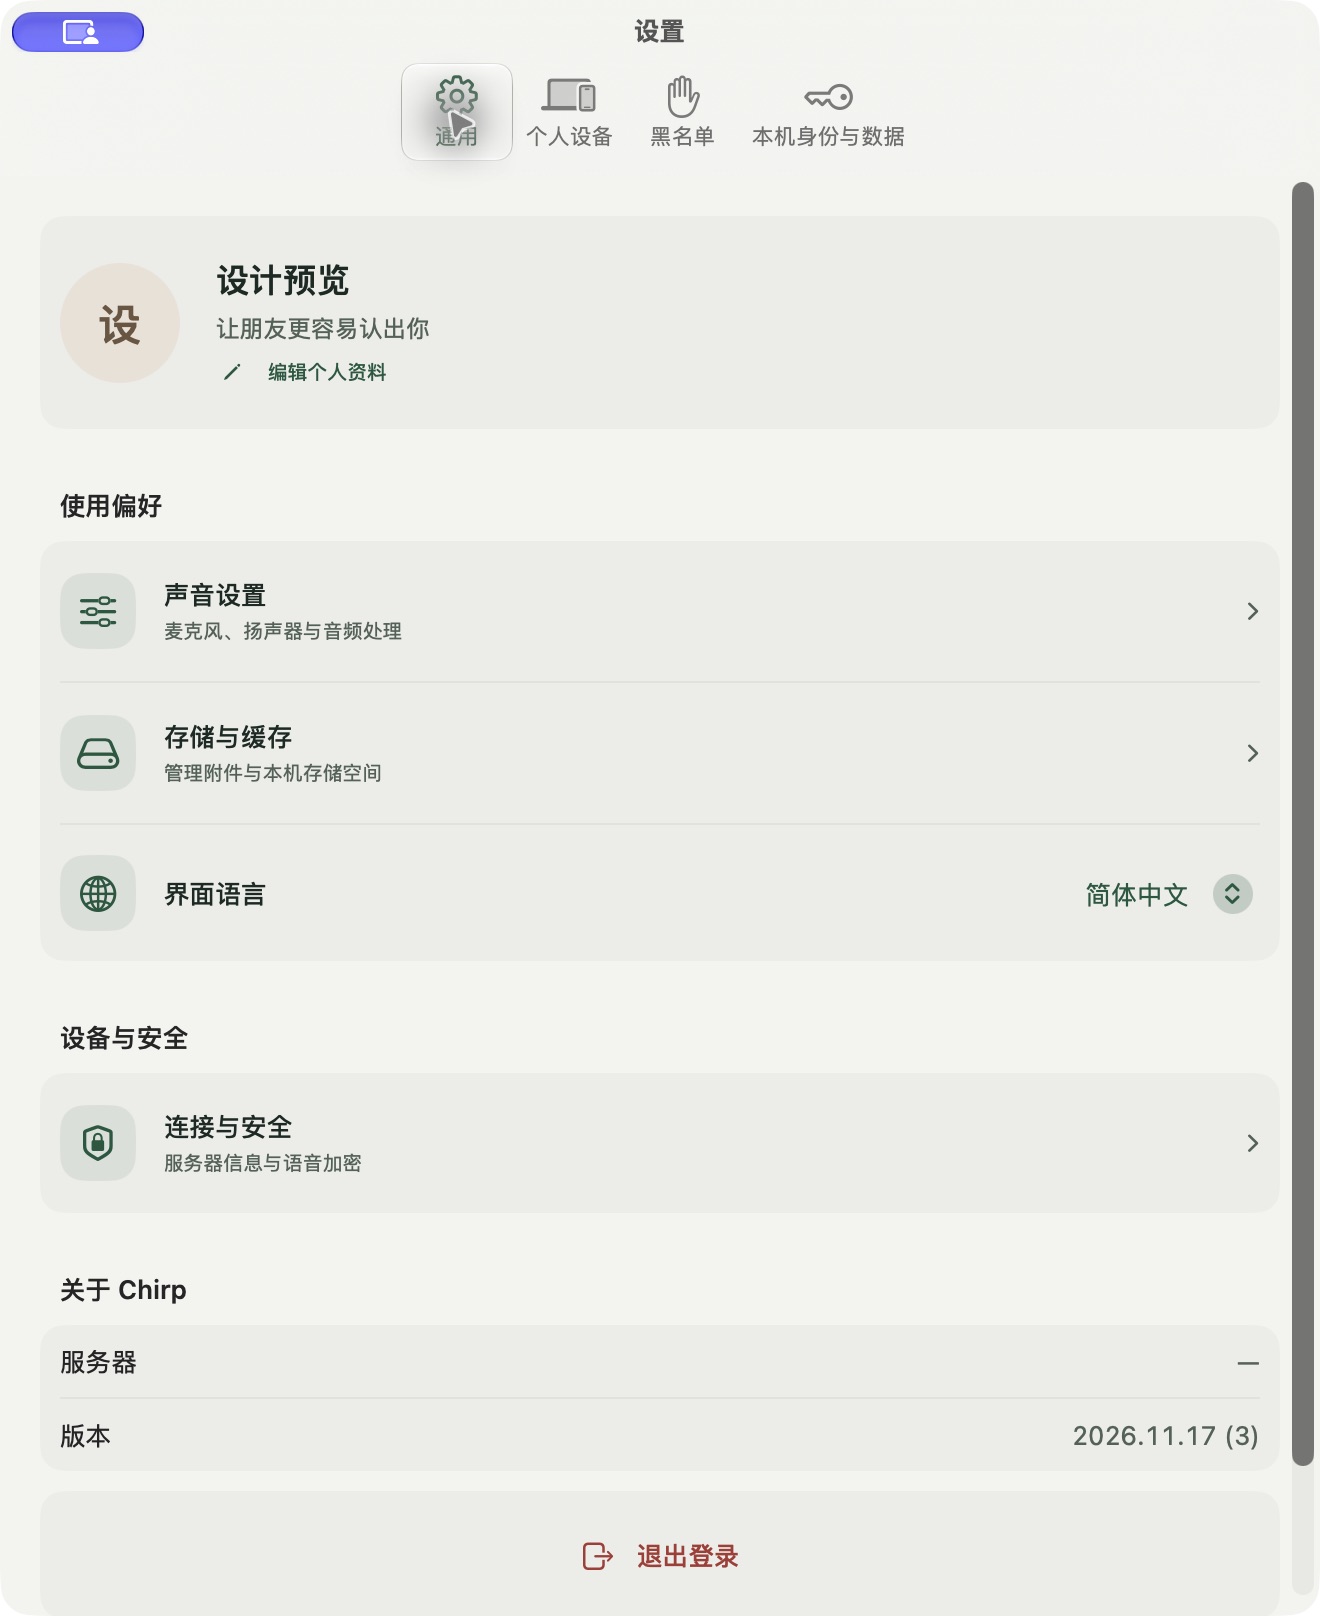 设置
通用
个人设备
黑名单
本机身份与数据
设
设计预览
让朋友更容易认出你
编辑个人资料
使用偏好
声音设置
麦克风、扬声器与音频处理
存储与缓存
管理附件与本机存储空间
界面语言
简体中文
设备与安全
连接与安全
服务器信息与语音加密
关于 Chirp
服务器
—
版本
2026.11.17 (3)
退出登录